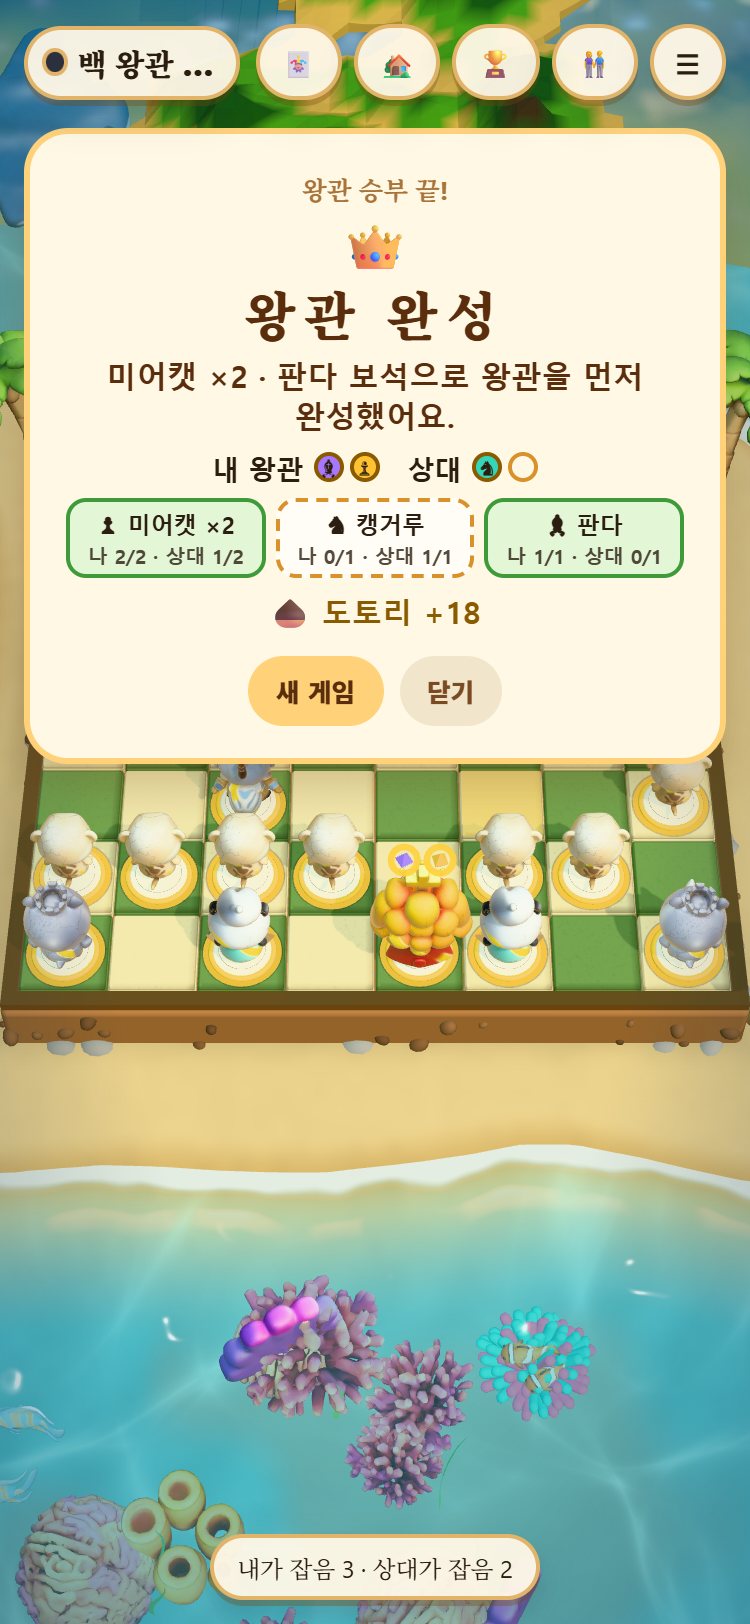 백 왕관 ...
왕관 승부 끝!
왕관 완성
미어캣 ×2 · 판다 보석으로 왕관을 먼저
완성했어요.
내 왕관 상대
미어캣 ×2
나 2/2 · 상대 1/2
캥거루
나 0/1 · 상대 1/1
판다
나 1/1 · 상대 0/1
도토리 +18
새 게임 닫기
내가 잡음 3 · 상대가 잡음 2